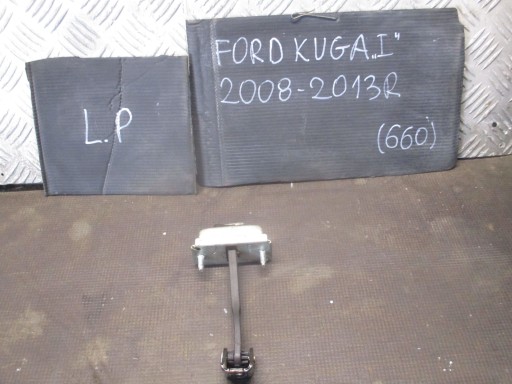 L.P
FORD KUGA „I"
2008-2013R
(660)